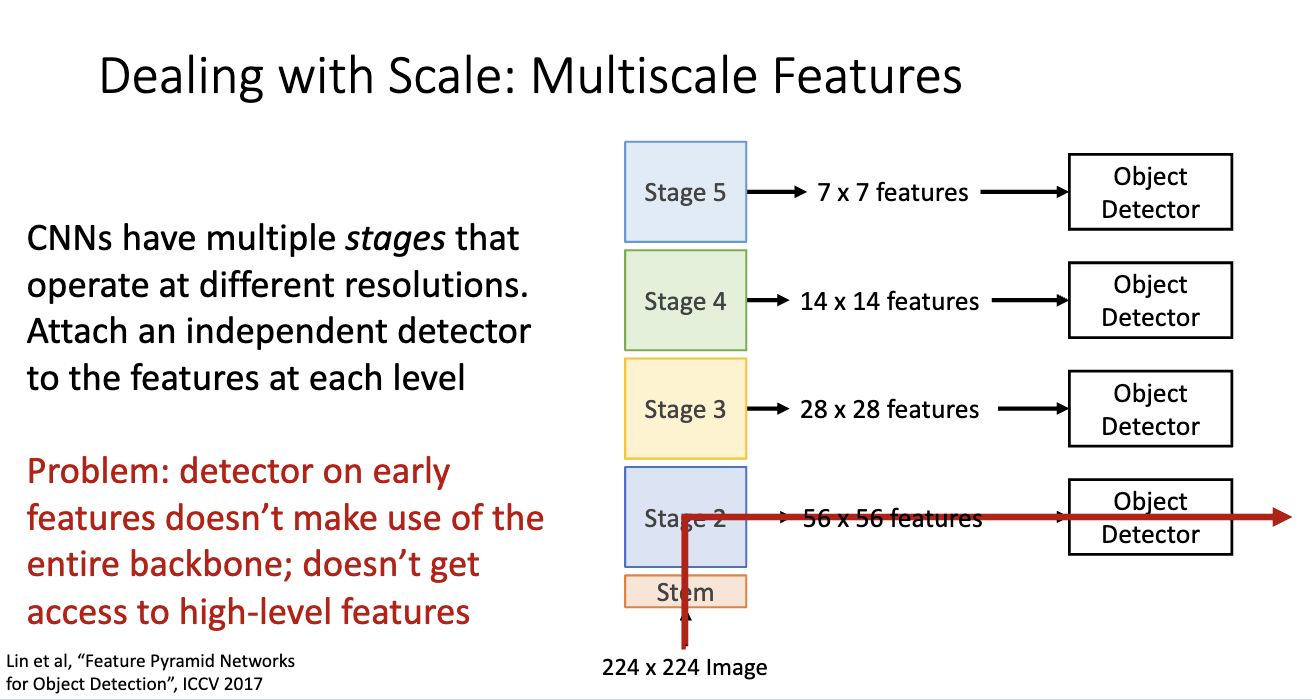 Dealing with Scale: Multiscale Features
CNNs have multiple stages that
operate at different resolutions.
Attach an independent detector
to the features at each level
Problem: detector on early
features doesn’t make use of the
entire backbone; doesn’t get
access to high-level features
Lin et al, “Feature Pyramid Networks
for Object Detection”, ICCV 2017
Stage 5
7 x 7 features
Object
Detector
Stage 4
14 x 14 features
Object
Detector
Stage 3
28 x 28 features
Object
Detector
Stage 2
56 x 56 features
Object
Detector
Stem
224 x 224 Image